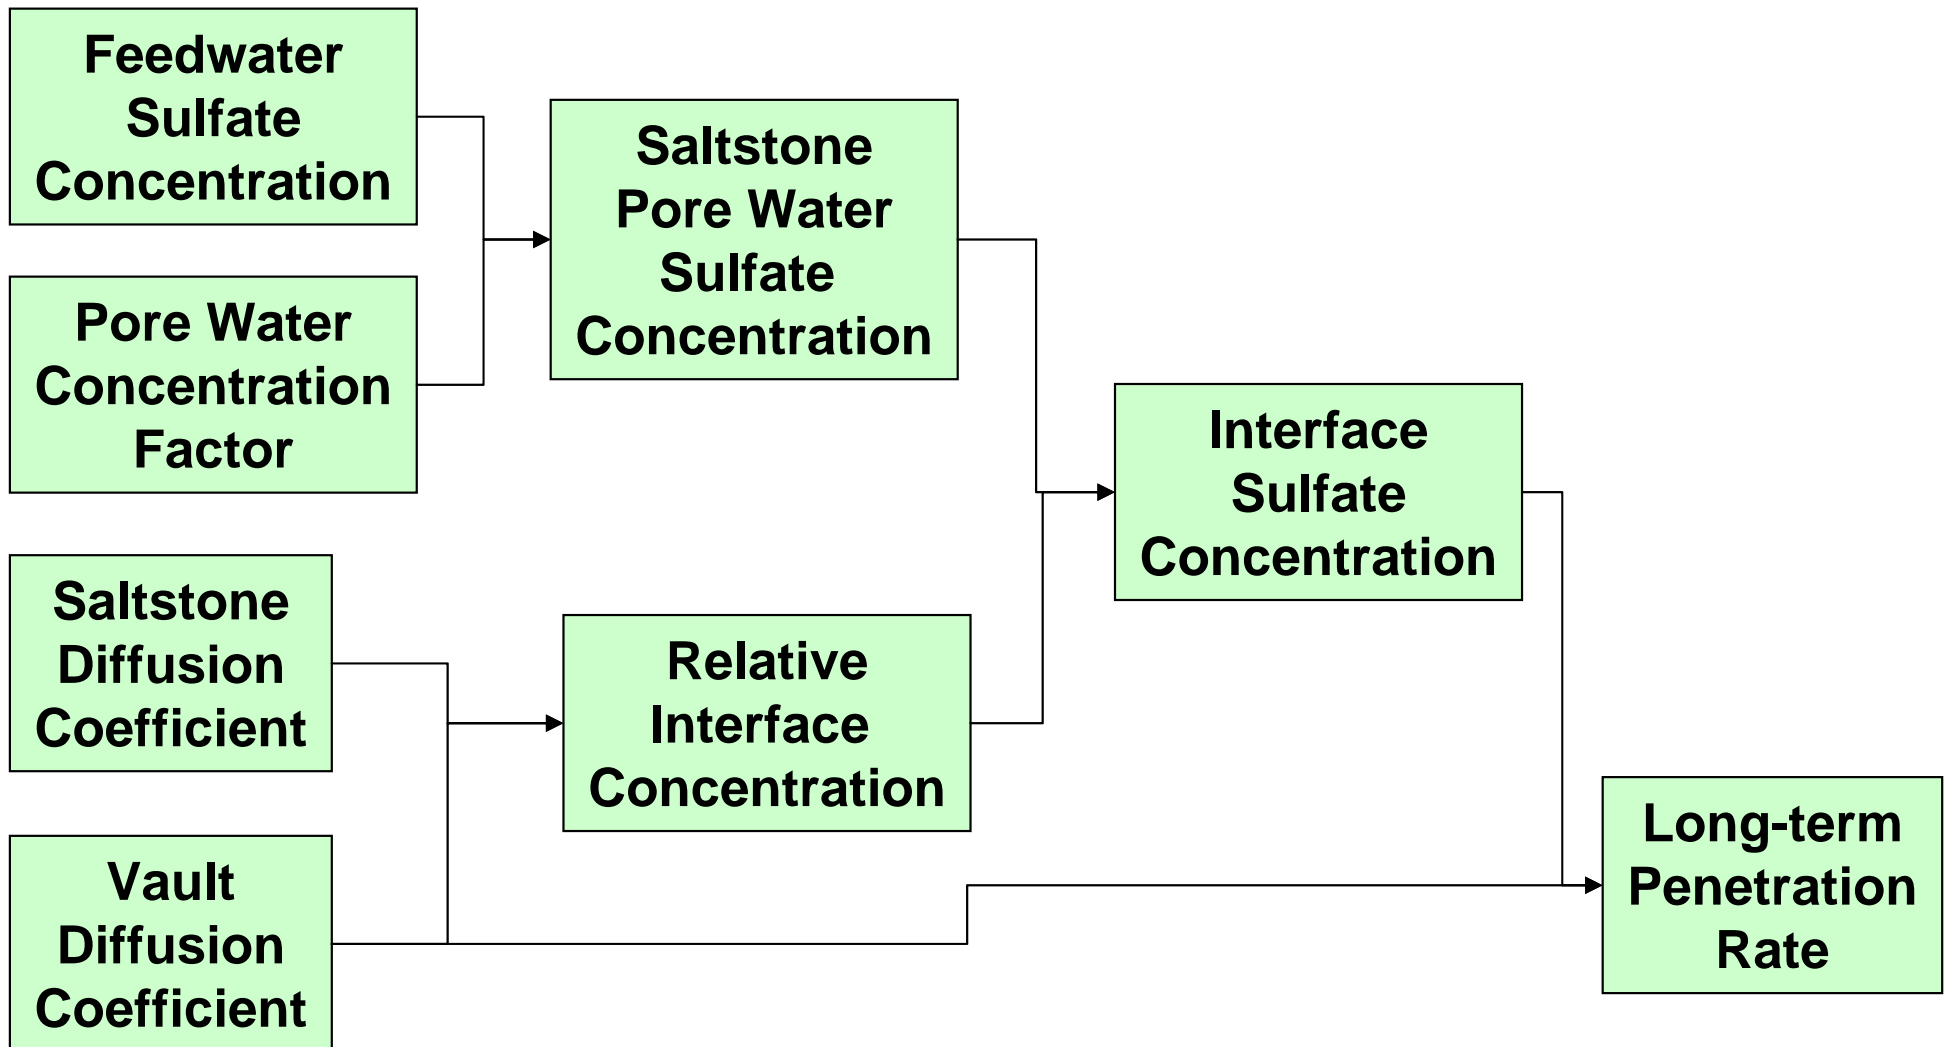 Feedwater
Sulfate
Concentration
Pore Water
Concentration
Factor
Saltstone
Pore Water
Sulfate
Concentration
Saltstone
Diffusion
Coefficient
Vault
Diffusion
Coefficient
Relative
Interface
Concentration
Interface
Sulfate
Concentration
Long-term
Penetration
Rate